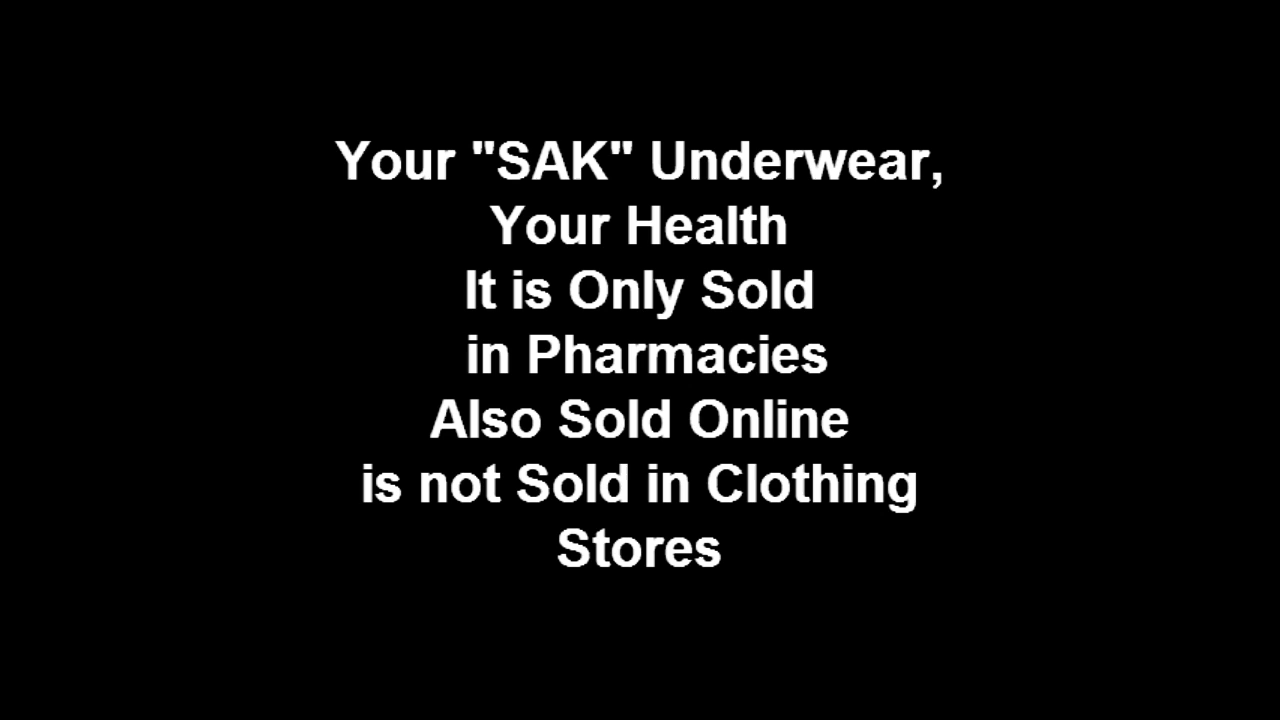 Your "SAK" Underwear,
Your Health
It is Only Sold
in Pharmacies
Also Sold Online
is not Sold in Clothing
Stores